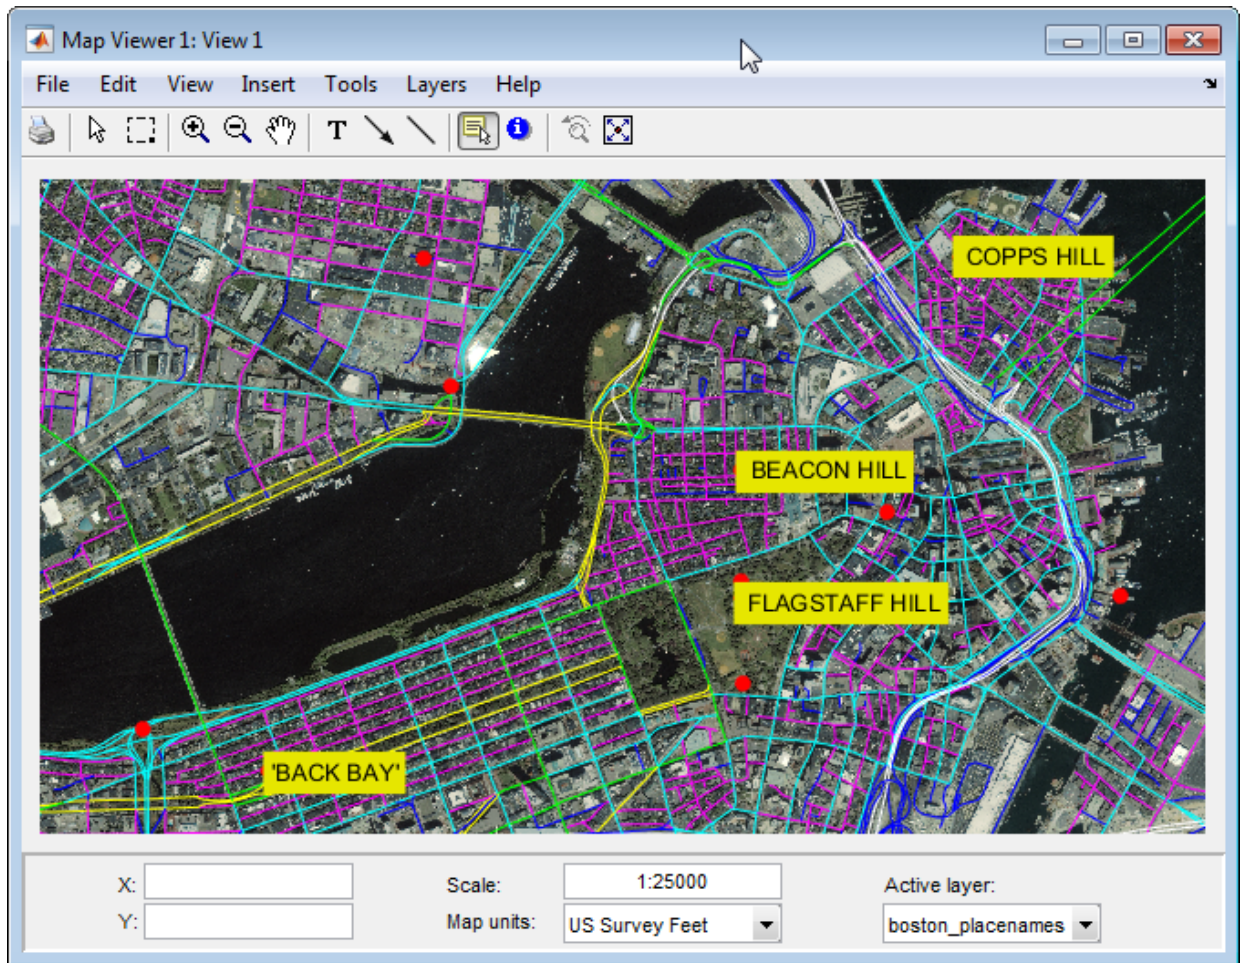 Map Viewer 1: View 1
File Edit View Insert Tools Layers Help
T
COPPS HILL
BEACON HILL
FLAGSTAFF HILL
'BACK BAY'
X:
Scale: 1:25000
Active layer:
Y:
Map units: US Survey Feet
boston_placenames